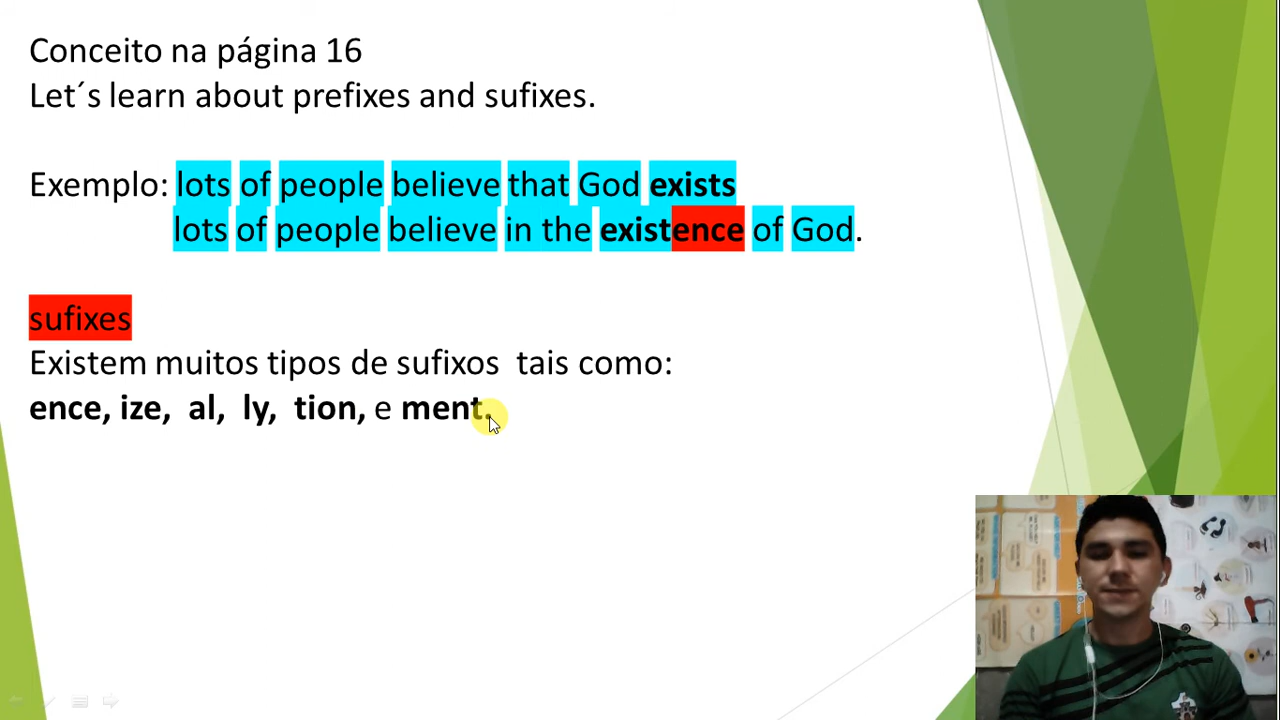 Conceito na página 16
Let´s learn about prefixes and sufixes.
Exemplo: lots of people believe that God exists
lots of people believe in the existence of God.
sufixes
Existem muitos tipos de sufixos tais como:
ence, ize, al, ly, tion, e ment.